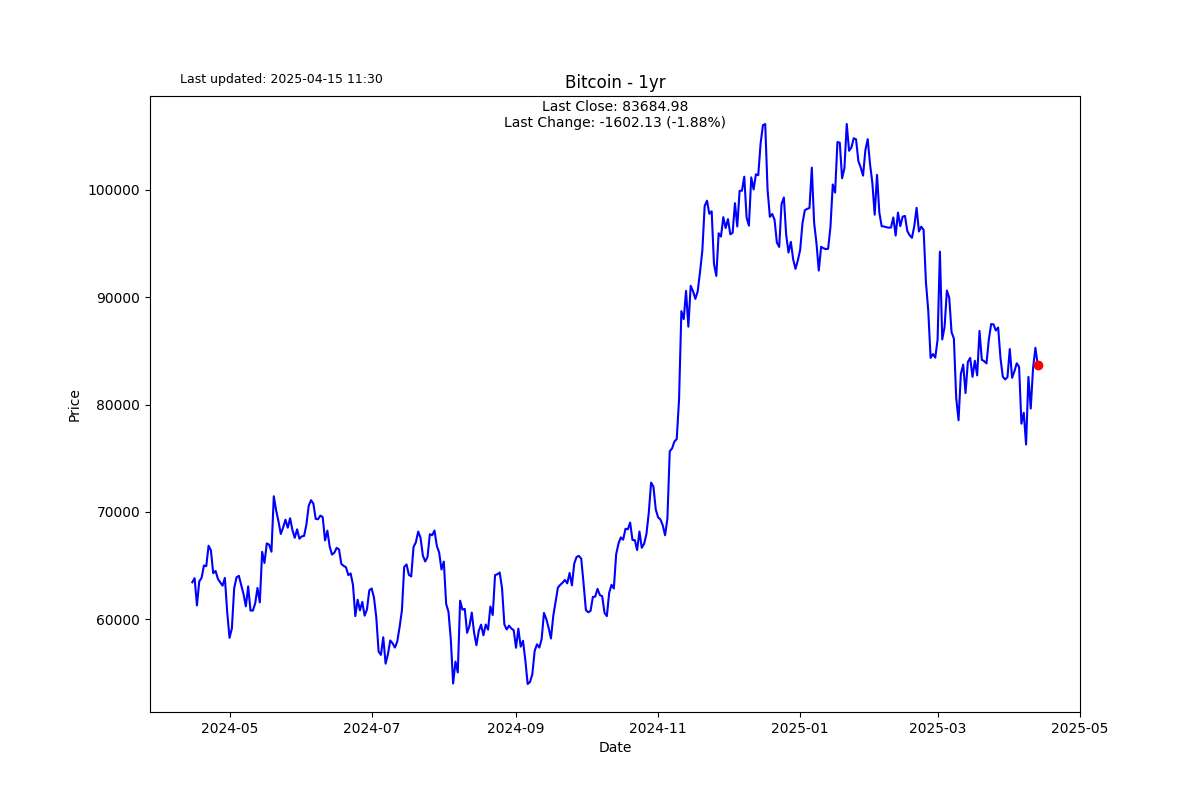 Last updated: 2025-04-15 11:30
Bitcoin - 1yr
Last Close: 83684.98
Last Change: -1602.13 (-1.88%)
100000
90000
80000
70000
60000
Price
2024-05
2024-07
2024-09
2024-11
2025-01
2025-03
2025-05
Date